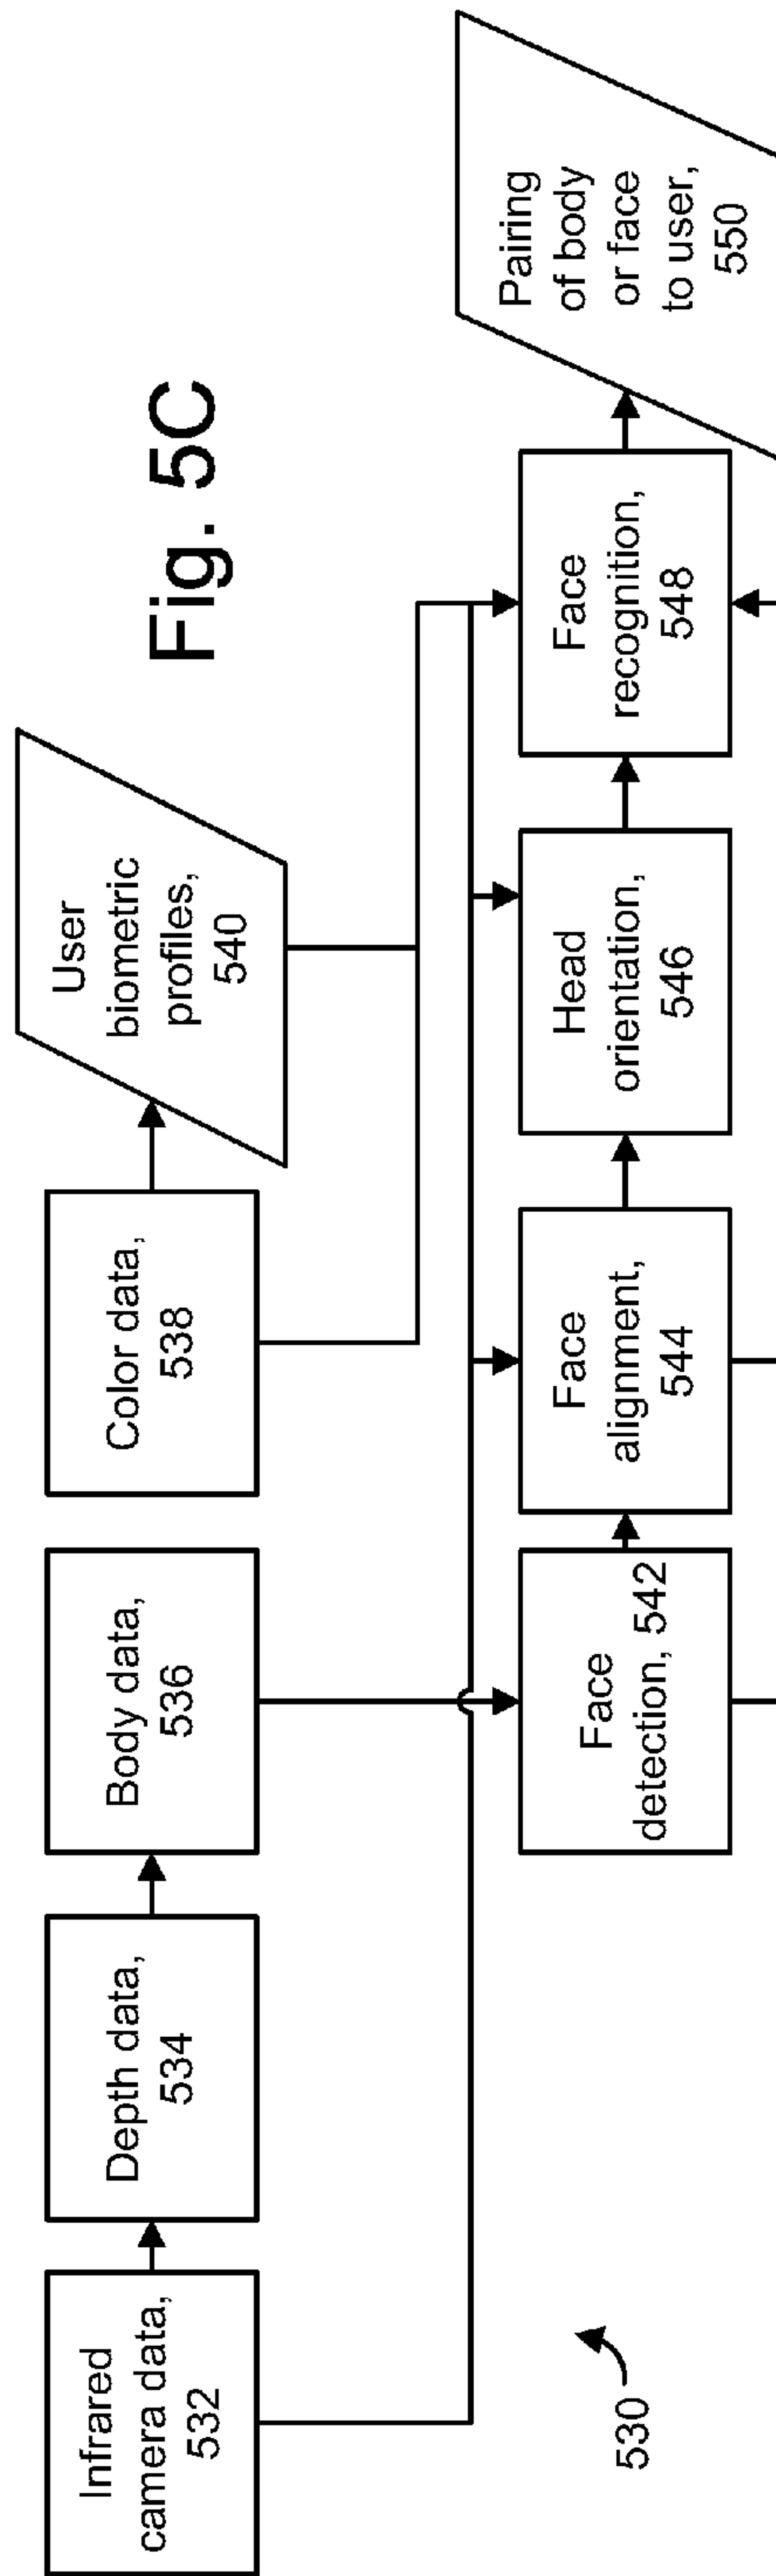 Infrared
camera data,
532
Depth data,
534
Body data,
536
Color data,
538
User
biometric
profiles,
540
Fig. 5C
530
Face
detection, 542
Face
alignment,
544
Head
orientation,
546
Face
recognition,
548
Pairing
of body
or face
to user,
550